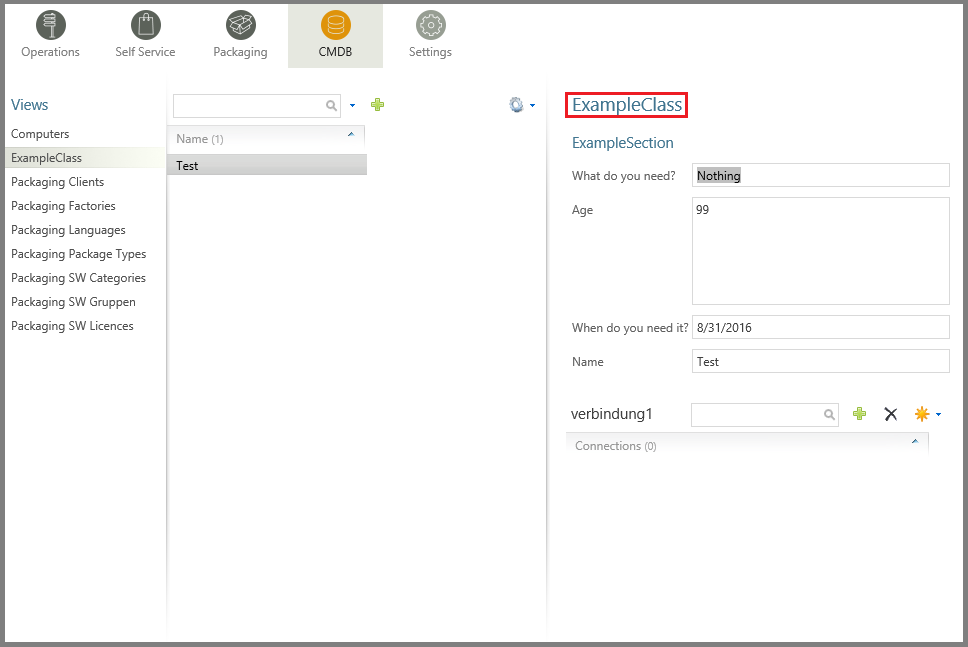 Operations
Self Service
Packaging
CMDB
Settings
Views
Computers
ExampleClass
Packaging Clients
Packaging Factories
Packaging Languages
Packaging Package Types
Packaging SW Categories
Packaging SW Gruppen
Packaging SW Licences
Name (1)
Test
ExampleClass
ExampleSection
What do you need? Nothing
Age 99
When do you need it? 8/31/2016
Name Test
verbindung1
Connections (0)